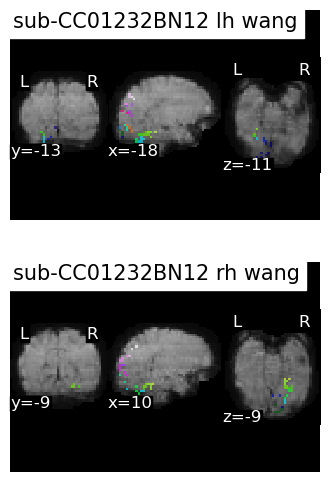 sub-CC01232BN12 lh wang
L R L R
y=-13 x=-18 z=-11
sub-CC01232BN12 rh wang
L R L R
y=-9 x=10 z=-9